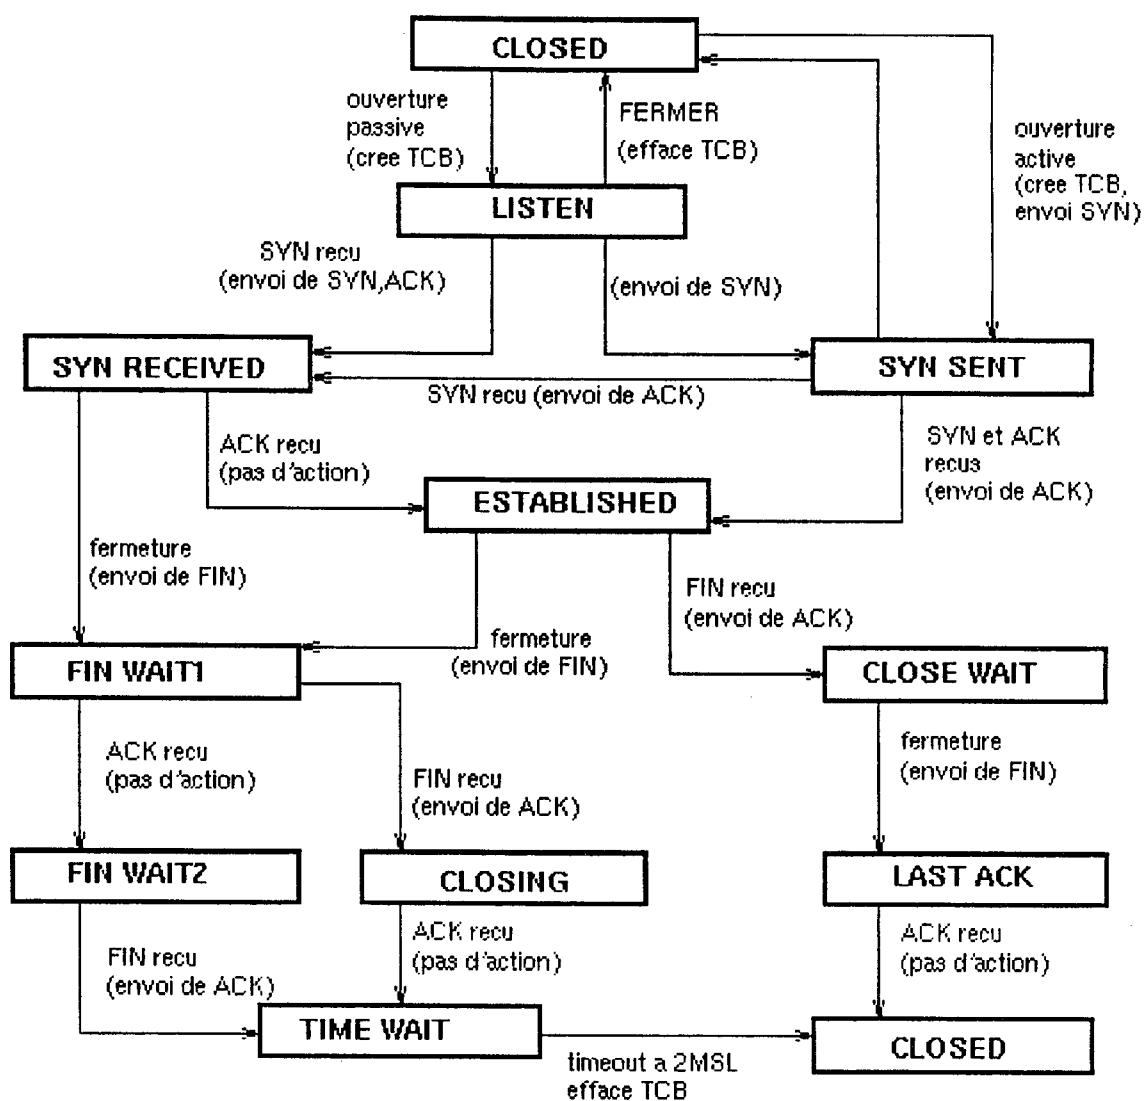 CLOSED
ouverture
passive
(cree TCB)
FERMER
(efface TCB)
ouverture
active
(cree TCB,
envoi SYN)
LISTEN
SYN recu
(envoi de SYN,ACK)
(envoi de SYN)
SYN RECEIVED
SYN SENT
SYN recu (envoi de ACK)
ACK recu
(pas d'action)
SYN et ACK
recus
(envoi de ACK)
ESTABLISHED
fermeture
(envoi de FIN)
FIN recu
(envoi de ACK)
fermeture
(envoi de FIN)
FIN WAIT1
CLOSE WAIT
ACK recu
(pas d'action)
FIN recu
(envoi de ACK)
fermeture
(envoi de FIN)
FIN WAIT2
CLOSING
LAST ACK
FIN recu
(envoi de ACK)
ACK recu
(pas d'action)
ACK recu
(pas d'action)
TIME WAIT
timeout a 2MSL
efface TCB
CLOSED